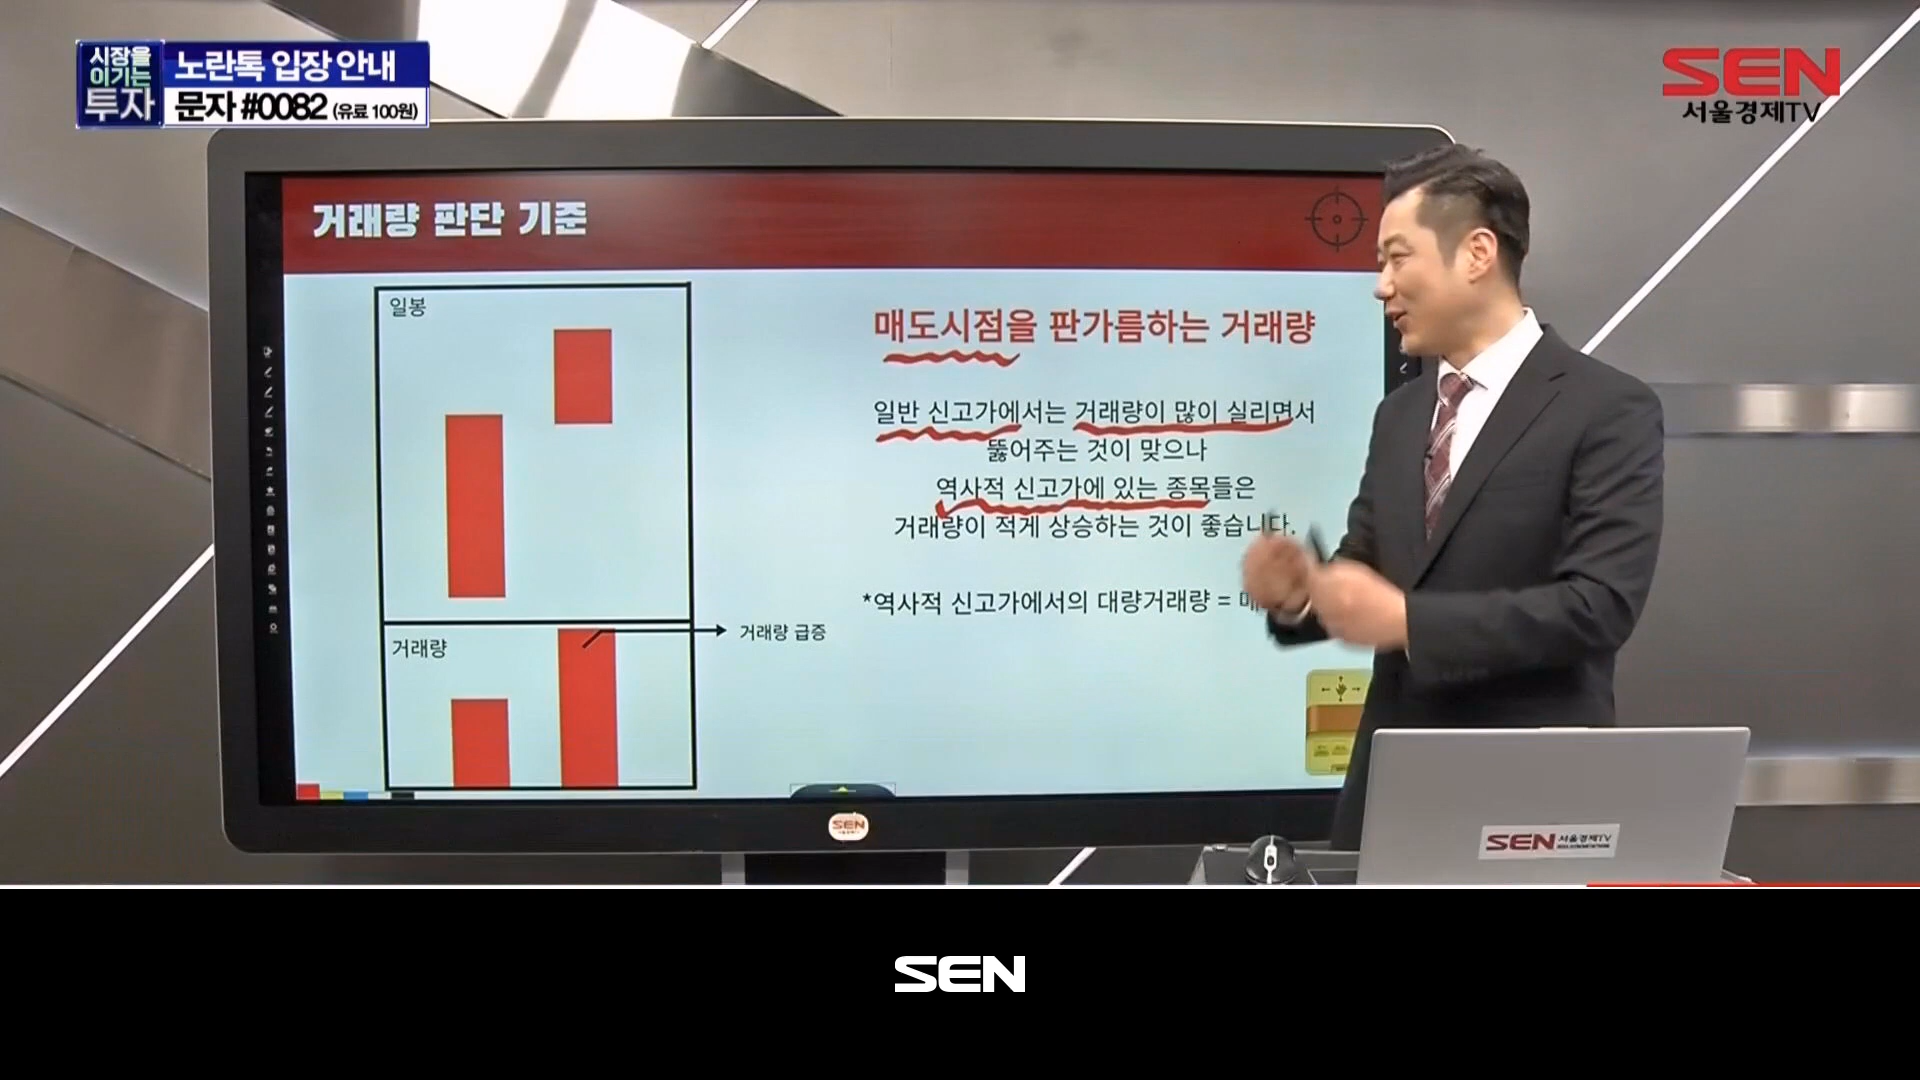 시장을
이기는
투자
노란톡 입장 안내
문자 #0082 (유료 100원)
SEN
서울경제TV
거래량 판단 기준
일봉
매도시점을 판가름하는 거래량
일반 신고가에서는 거래량이 많이 실리면서
뚫어주는 것이 맞으나
역사적 신고가에 있는 종목들은
거래량이 적게 상승하는 것이 좋습니다.
*역사적 신고가에서의 대량거래량 =
거래량 급증
거래량
SEN
SEN 서울경제TV
SEN